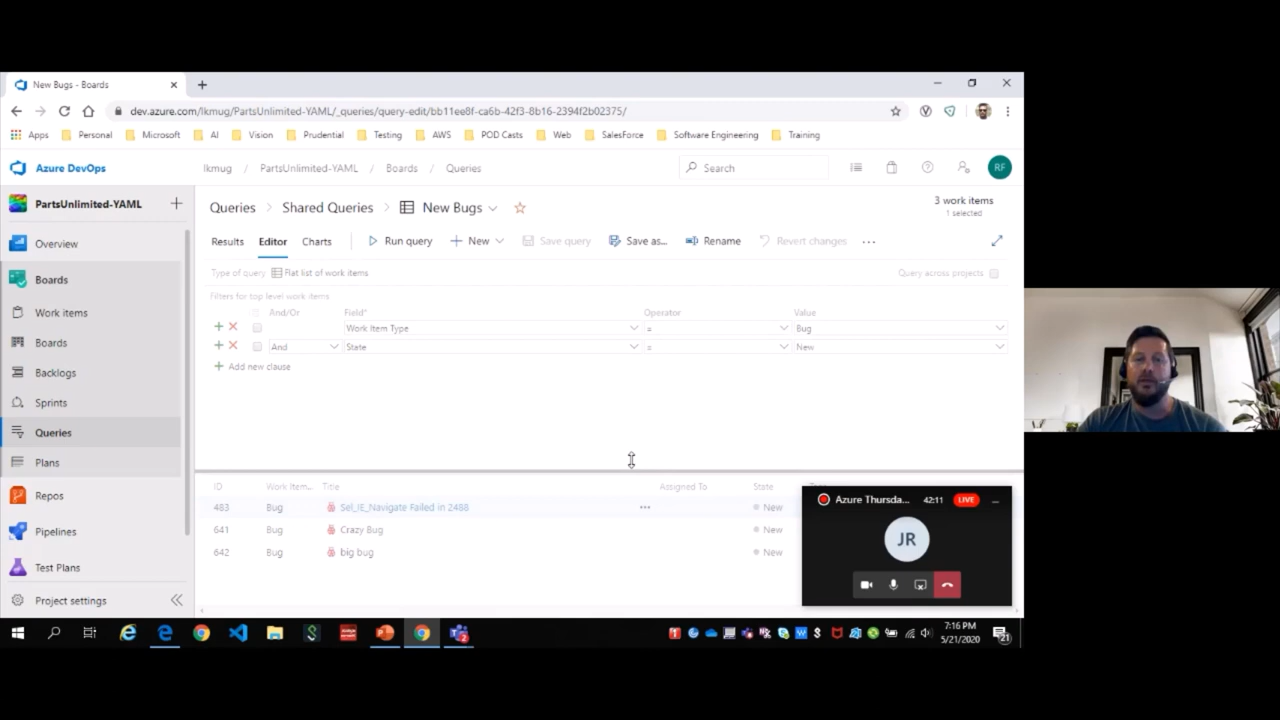 New Bugs - Boards
dev.azure.com/lkmug/PartsUnlimited-YAML/_queries/query-edit/bb11ee8f-ca6b-42f3-8b16-2394f2b02375/
Apps Personal Microsoft AI Vision Prudential Testing AWS POD Casts Web SalesForce Software Engineering Training
Azure DevOps lkmug / PartsUnlimited-YAML / Boards / Queries Search RF
PartsUnlimited-YAML
Queries > Shared Queries > New Bugs
3 work items
1 selected
Overview
Results Editor Charts Run query New Save query Save as... Rename Revert changes
Boards
Type of query Flat list of work items Query across projects
Filters for top level work items
Work items
And/Or Field* Operator Value
Work Item Type = Bug
Boards
And State = New
Backlogs
Add new clause
Sprints
Queries
Plans
Repos
Pipelines
Test Plans
Project settings
ID Work Item... Title Assigned To State
483 Bug Sel_IE_Navigate Failed in 2488 ... New
641 Bug Crazy Bug New
642 Bug big bug New
Azure Thursda... 42:11 LIVE
JR
7:16 PM
5/21/2020
21